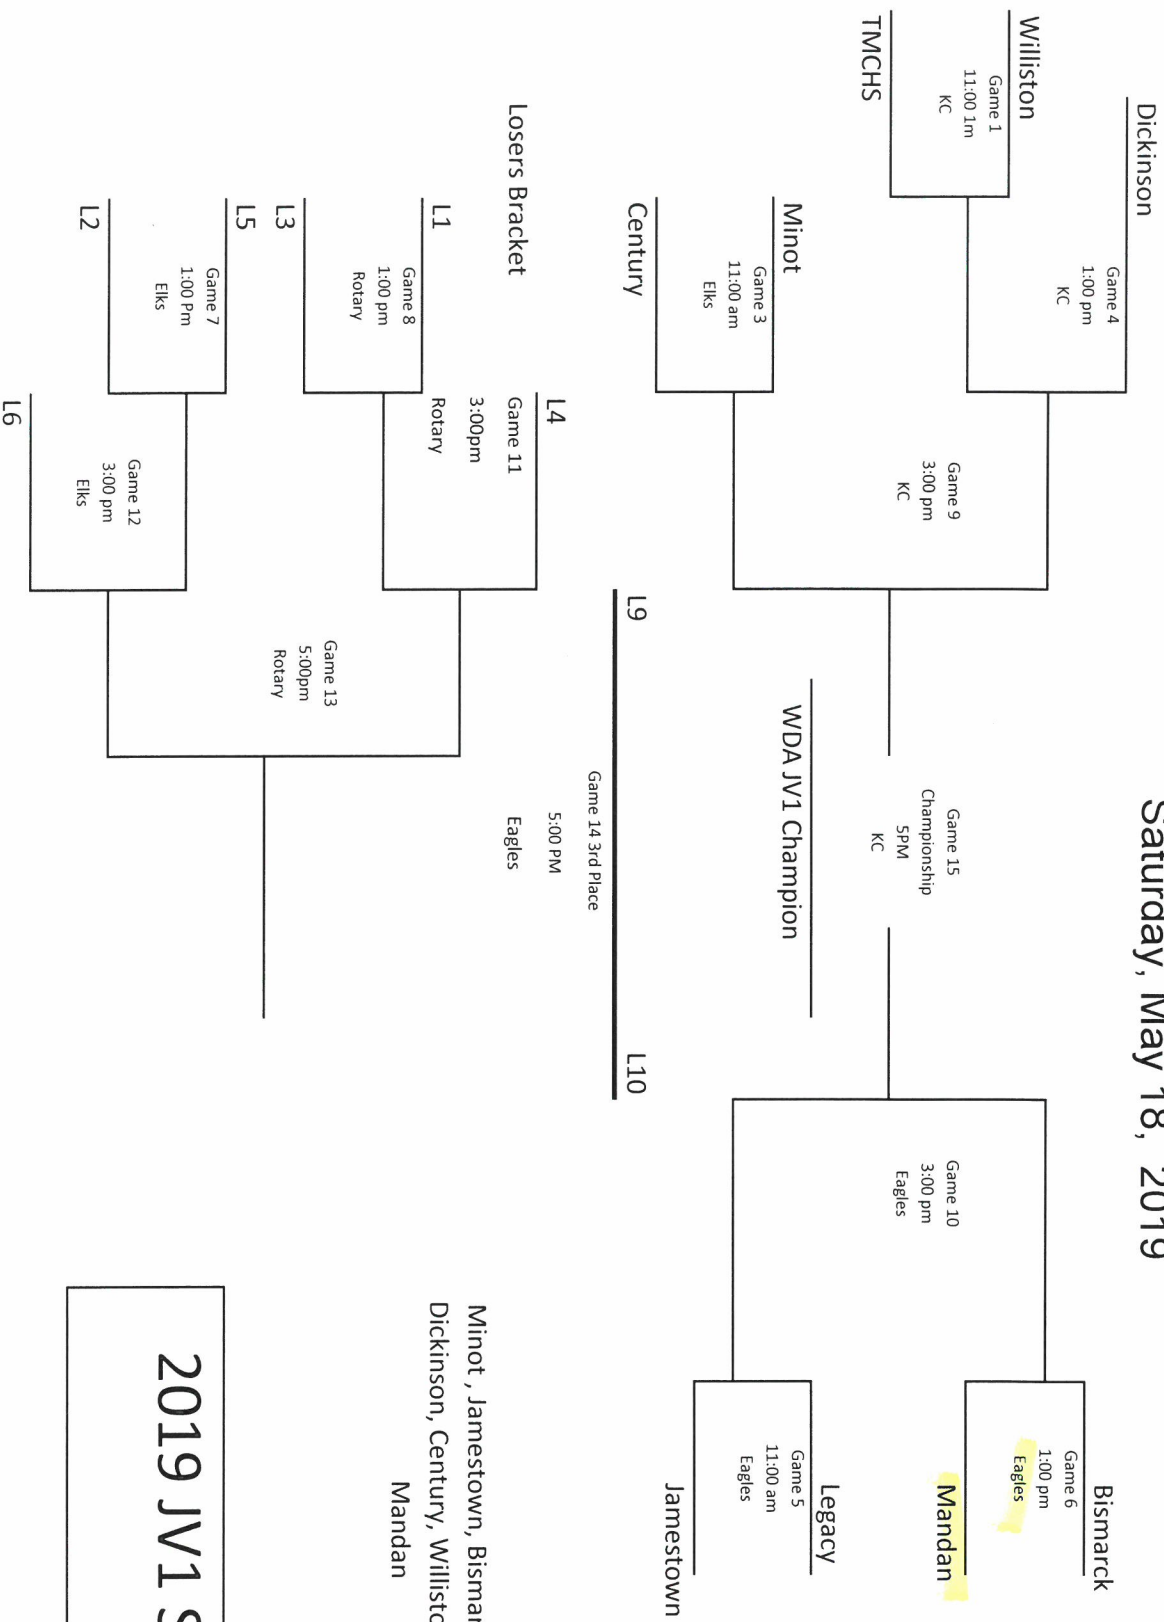 Saturday, May 18, 2019
Dickinson
Game 4
1:00 pm
KC
Williston
Game 1
11:00 1m
KC
TMCHS
Minot
Game 3
11:00 am
Elks
Century
Game 9
3:00 pm
KC
Game 15
Championship
5PM
KC
WDA JV1 Champion
Game 10
3:00 pm
Eagles
Bismarck
Game 6
1:00 pm
Eagles
Mandan
Legacy
Game 5
11:00 am
Eagles
Jamestown
L9
L10
Game 14 3rd Place
5:00 PM
Eagles
Losers Bracket
L4
Game 11
3:00pm
Rotary
L1
Game 8
1:00 pm
Rotary
L3
L5
Game 7
1:00 Pm
Elks
L2
Game 12
3:00 pm
Elks
L6
Game 13
5:00pm
Rotary
Minot , Jamestown, Bismar
Dickinson, Century, Willisto
Mandan
2019 JV1